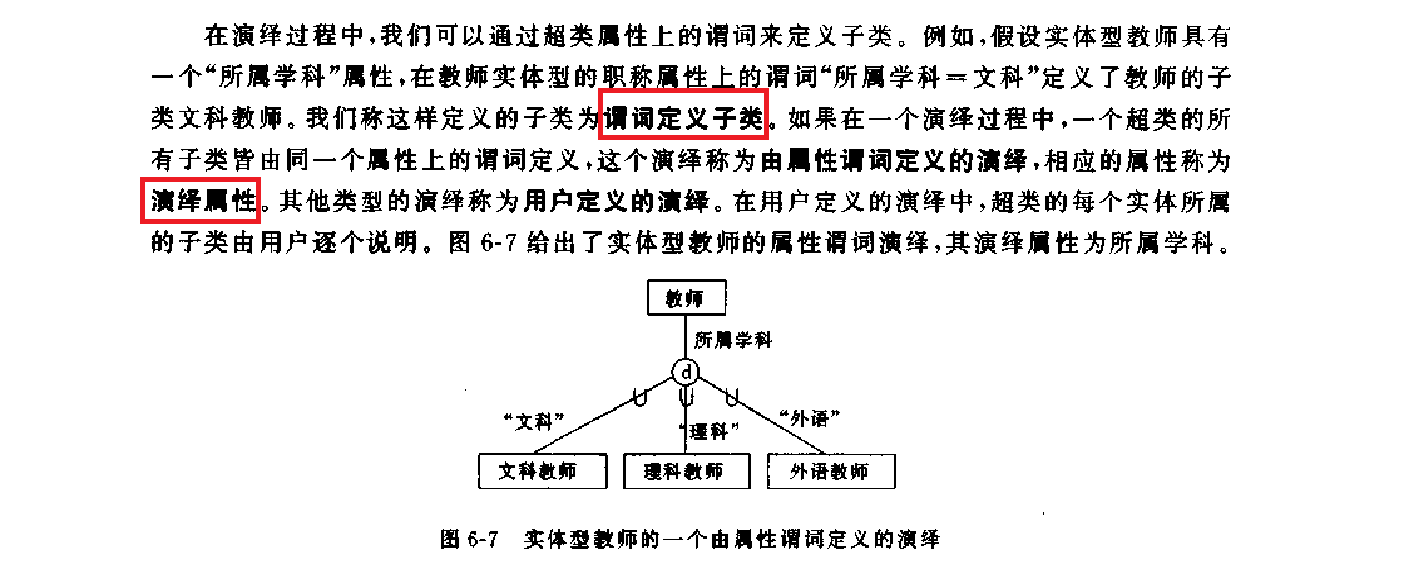 在演绎过程中,我们可以通过超类属性上的谓词来定义子类。例如,假设实体型教师具有
一个“所属学科”属性,在教师实体型的职称属性上的谓词“所属学科=文科”定义了教师的子
类文科教师。我们称这样定义的子类为谓词定义子类。如果在一个演绎过程中,一个超类的所
有子类皆由同一个属性上的谓词定义,这个演绎称为由属性谓词定义的演绎,相应的属性称为
演绎属性。其他类型的演绎称为用户定义的演绎。在用户定义的演绎中,超类的每个实体所属
的子类由用户逐个说明。图 6-7 给出了实体型教师的属性谓词演绎,其演绎属性为所属学科。
教师
所属学科
d
U U U
“文科” “理科” “外语”
文科教师 理科教师 外语教师
图 6-7 实体型教师的一个由属性谓词定义的演绎